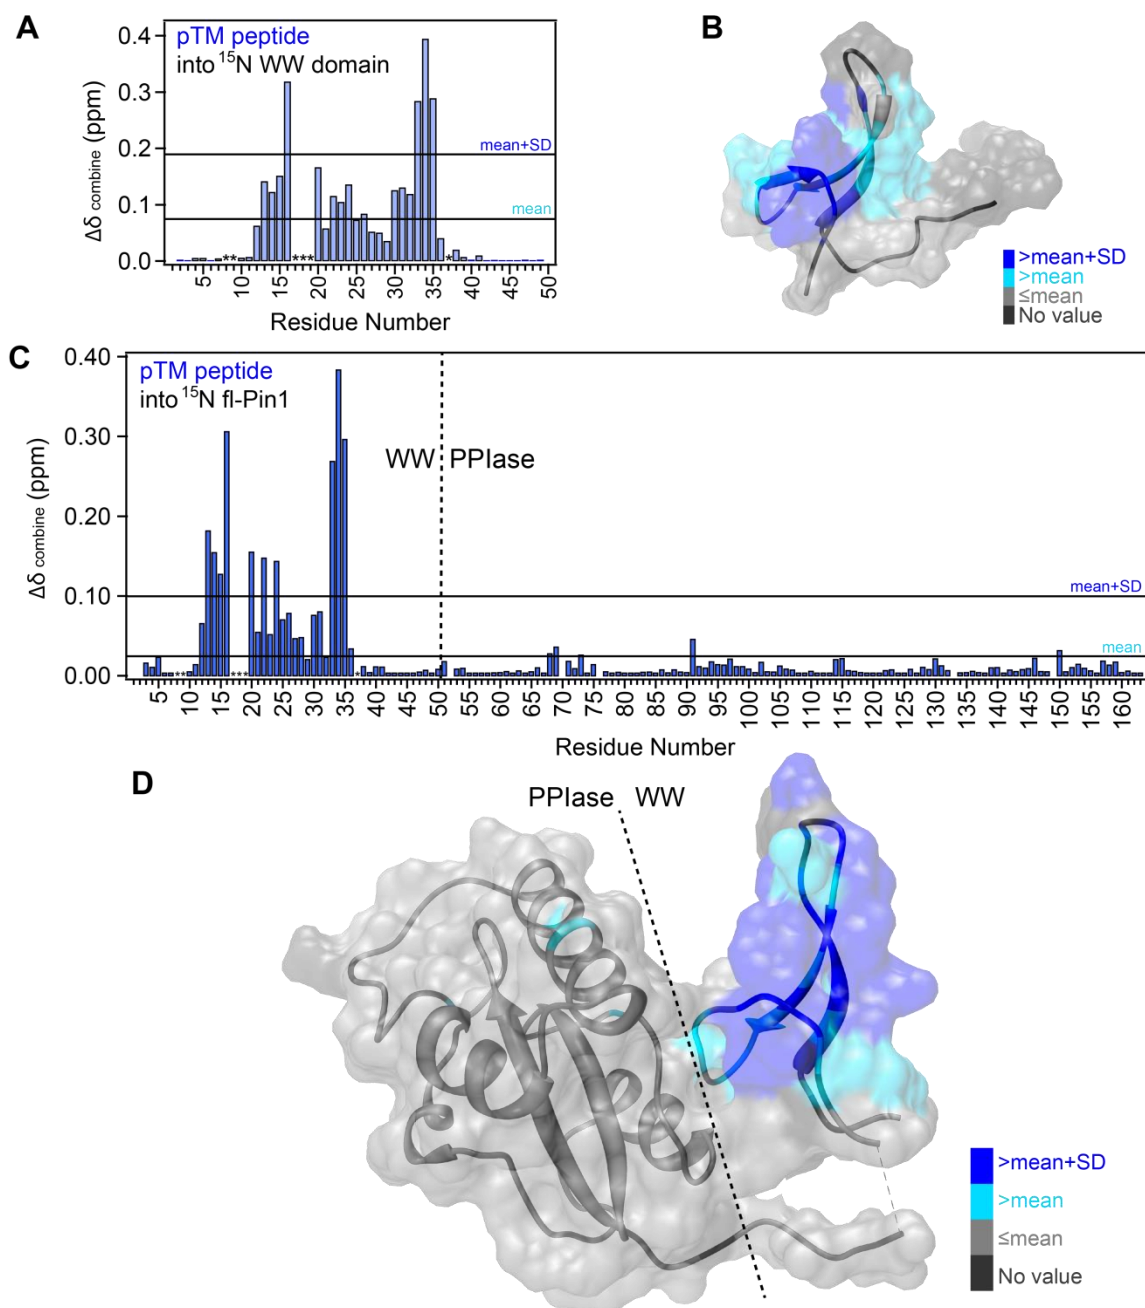 A
pTM peptide
into ¹⁵N WW domain
Δδ combine (ppm)
0.4
0.3
0.2
0.1
0.0
mean+SD
mean
** *** *
5 10 15 20 25 30 35 40 45 50
Residue Number
B
>mean+SD
>mean
≤mean
No value
C
pTM peptide
into ¹⁵N fl-Pin1
WW PPIase
Δδ combine (ppm)
0.40
0.30
0.20
0.10
0.00
mean+SD
mean
** *** *
5 10 15 20 25 30 35 40 45 50 55 60 65 70 75 80 85 90 95 100 105 110 115 120 125 130 135 140 145 150 155 160
Residue Number
D
PPIase WW
>mean+SD
>mean
≤mean
No value